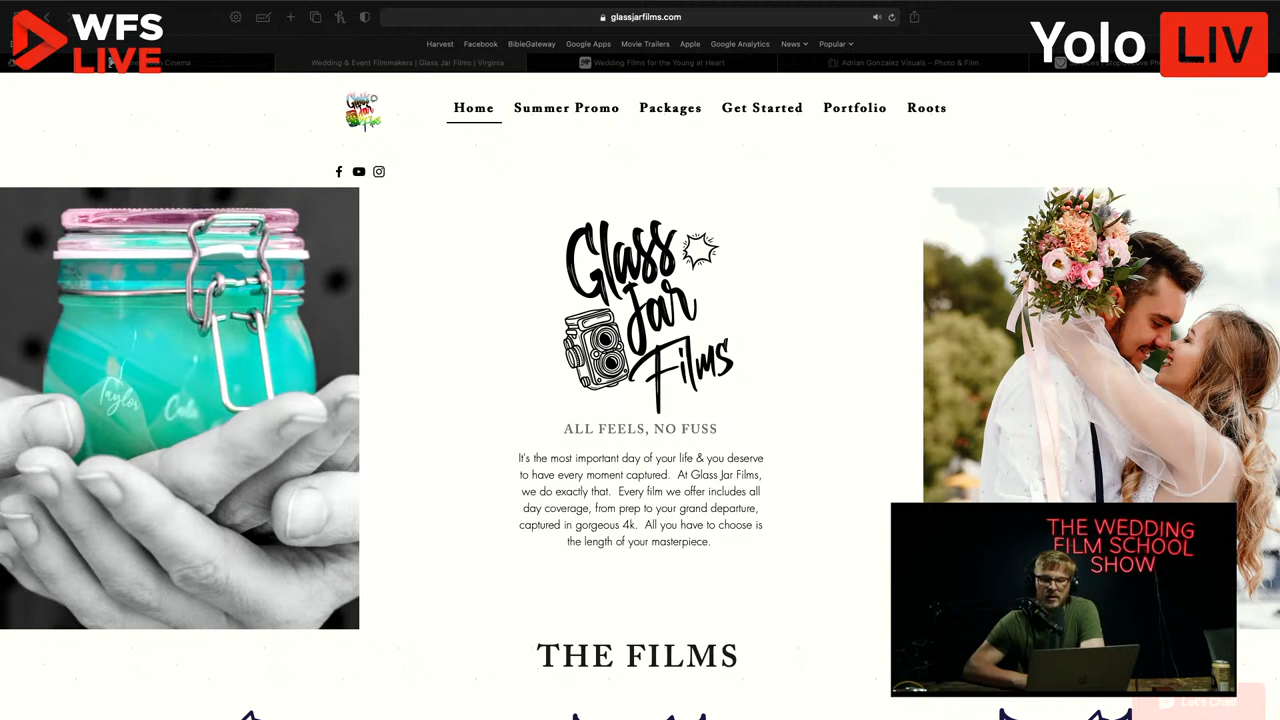 WFS
LIVE
glassjarfilms.com
Yolo LIV
Harvest Facebook BibleGateway Google Apps Movie Trailers Apple Google Analytics News Popular
Cinema
Wedding & Event Filmmakers | Glass Jar Films | Virginia
Wedding Films for the Young at Heart
Adrian Gonzalez Visuals – Photo & Film
Home Summer Promo Packages Get Started Portfolio Roots
Glass
Jar
Films
Taylor
ALL FEELS, NO FUSS
It's the most important day of your life & you deserve
to have every moment captured. At Glass Jar Films,
we do exactly that. Every film we offer includes all
day coverage, from prep to your grand departure,
captured in gorgeous 4k. All you have to choose is
the length of your masterpiece.
THE WEDDING
FILM SCHOOL
SHOW
THE FILMS
Let's Chat